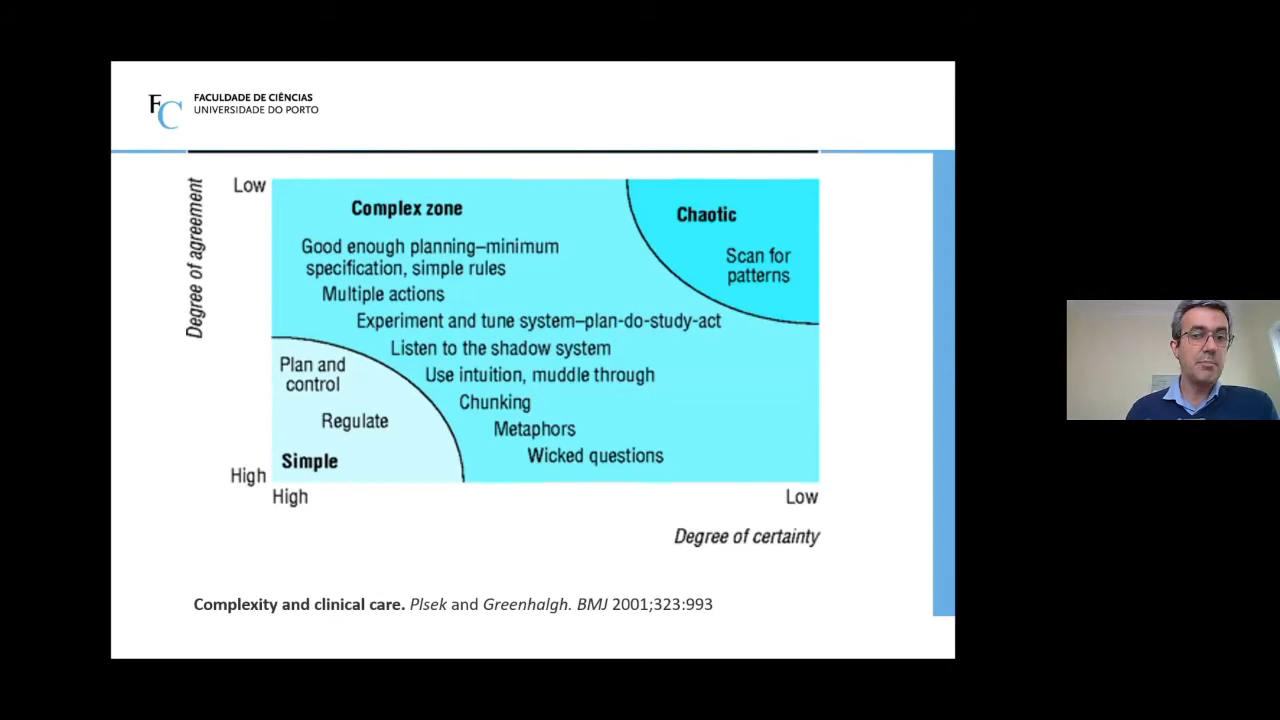 FC
FACULDADE DE CIÊNCIAS
UNIVERSIDADE DO PORTO
Degree of agreement
Low
Complex zone
Chaotic
Good enough planning–minimum
specification, simple rules
Scan for
patterns
Multiple actions
Experiment and tune system–plan-do-study-act
Listen to the shadow system
Plan and
control
Use intuition, muddle through
Chunking
Regulate
Metaphors
Wicked questions
Simple
High
High
Low
Degree of certainty
Complexity and clinical care. Plsek and Greenhalgh. BMJ 2001;323:993